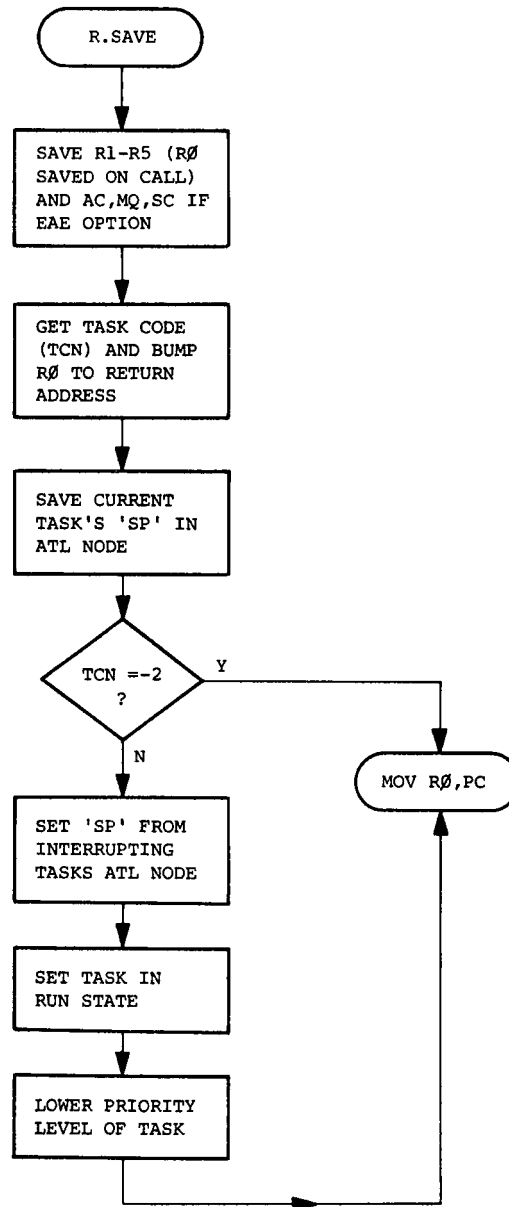 R.SAVE
SAVE R1-R5 (RØ
SAVED ON CALL)
AND AC,MQ,SC IF
EAE OPTION
GET TASK CODE
(TCN) AND BUMP
RØ TO RETURN
ADDRESS
SAVE CURRENT
TASK'S 'SP' IN
ATL NODE
TCN =-2
?
Y
N
MOV RØ,PC
SET 'SP' FROM
INTERRUPTING
TASKS ATL NODE
SET TASK IN
RUN STATE
LOWER PRIORITY
LEVEL OF TASK